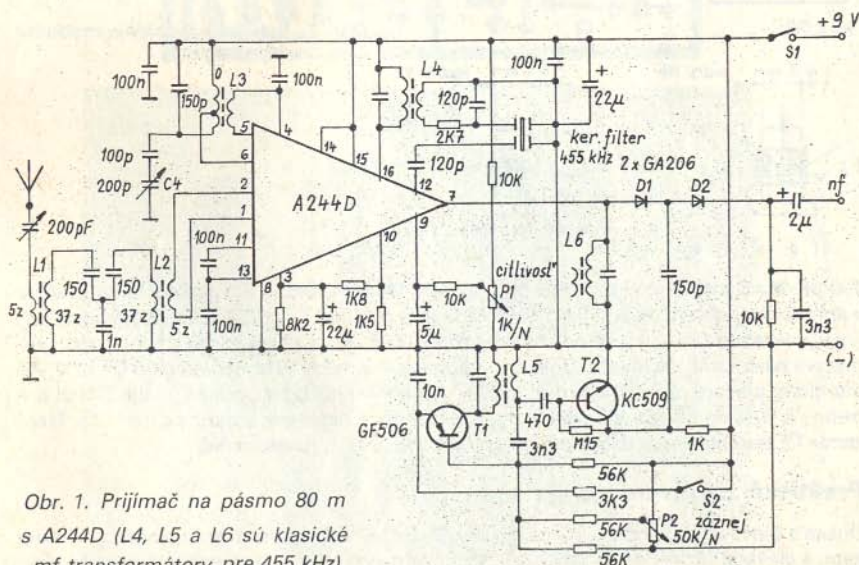 +9 V
S1
100n
150p
0
L3
100n
L4
120p
100n
22µ
+
2K7
ker. filter
455 kHz
120p
10K
4
5
6
2
1
11
13
8
3
10
9
12
7
14
15
16
A244D
100p
200p
C4
200pF
L1
5z
37z
150
150
1n
L2
37z
5z
100n
100n
8K2
22µ
+
1K8
1K5
10K
5µ
+
citlivosť
P1
1K/N
2 x GA206
D1
D2
+
2µ
nf
L6
150p
10K
3n3
(-)
10n
L5
GF506
T1
470
3n3
T2
KC509
M15
1K
56K
3K3
S2
záznej
56K
P2
50K/N
56K
Obr. 1. Prijímač na pásmo 80 m
s A244D (L4, L5 a L6 sú klasické
mf transformátory pre 455 kHz)